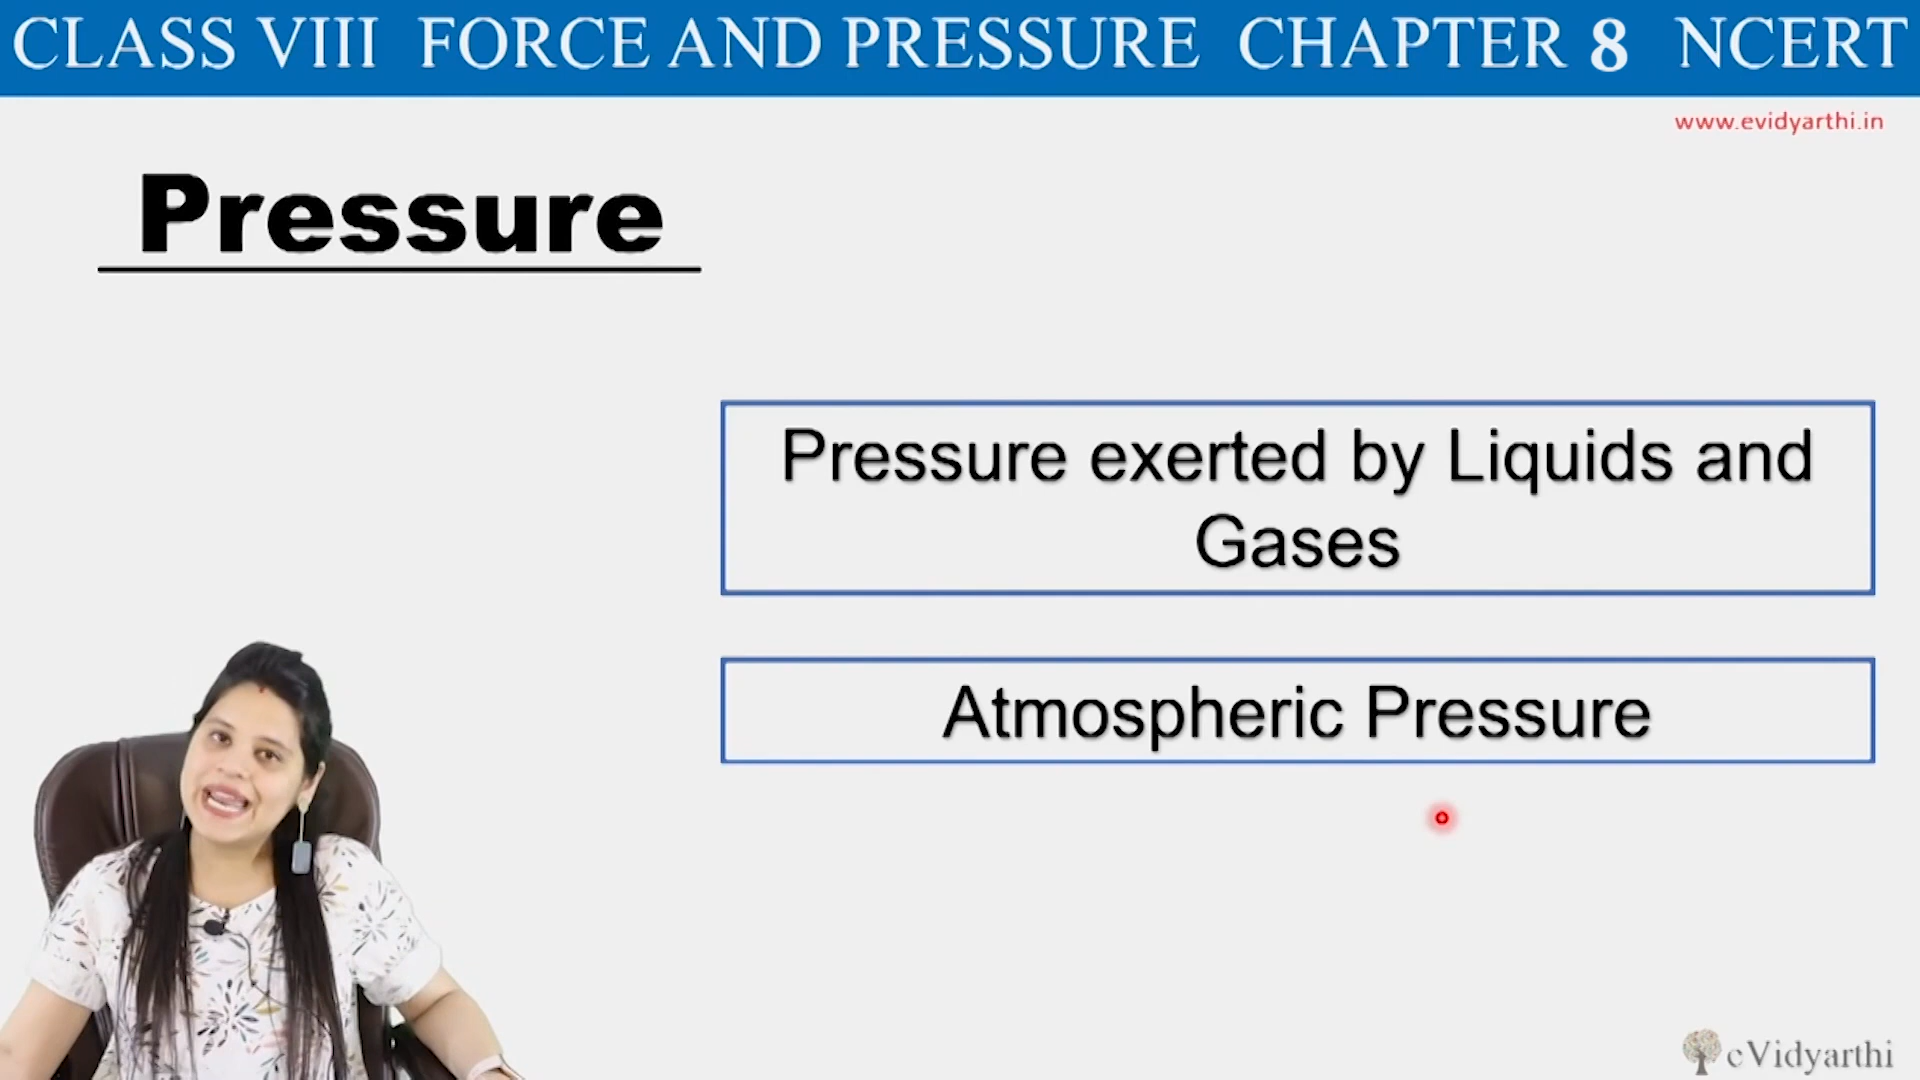 CLASS VIII FORCE AND PRESSURE CHAPTER 8 NCERT
www.evidyarthi.in
Pressure
Pressure exerted by Liquids and
Gases
Atmospheric Pressure
eVidyarthi